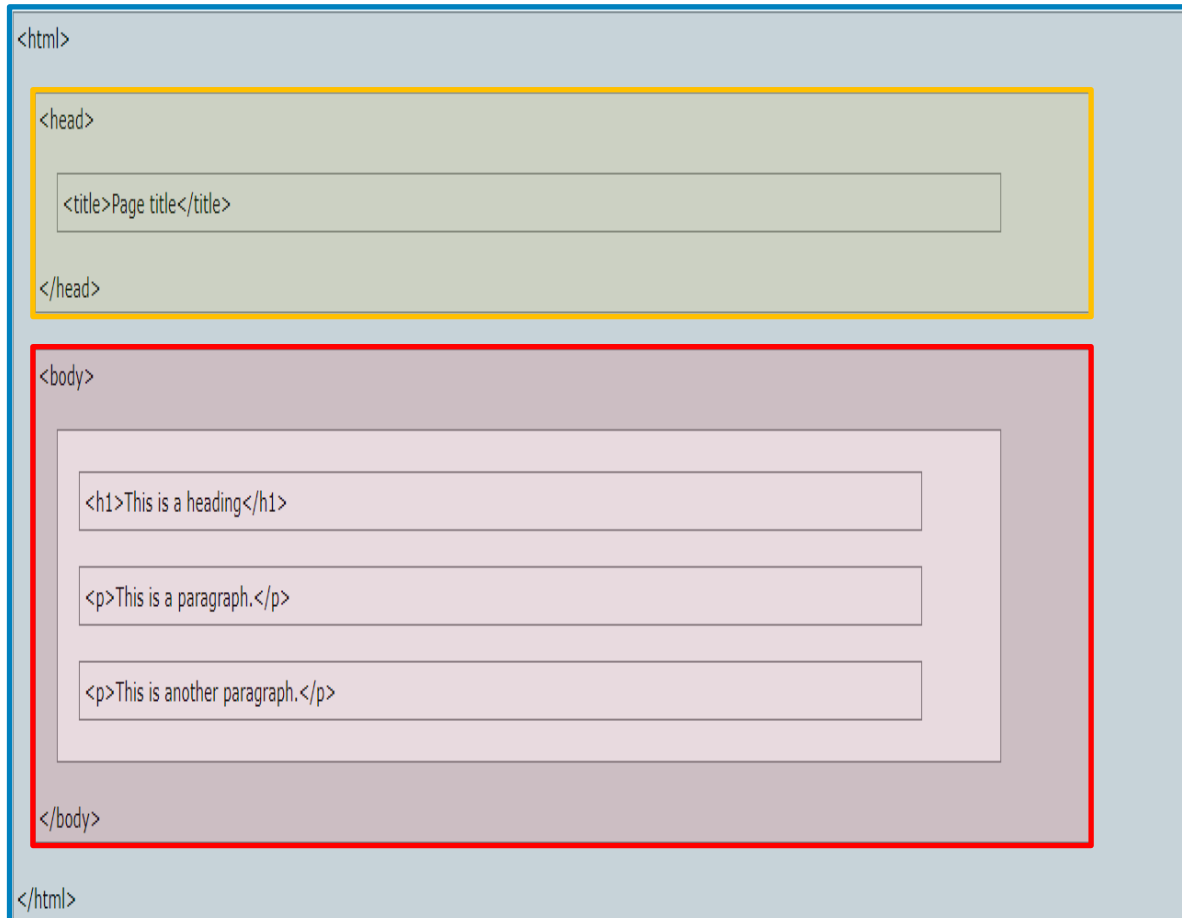 <html>
<head>
<title>Page title</title>
</head>
<body>
<h1>This is a heading</h1>
<p>This is a paragraph.</p>
<p>This is another paragraph.</p>
</body>
</html>